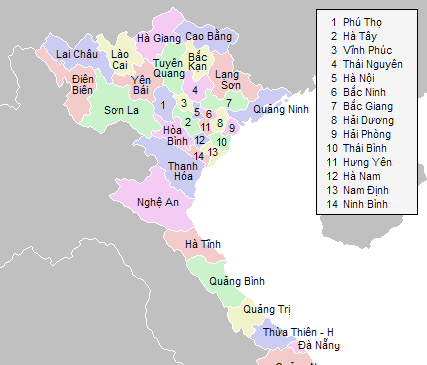 Hà Giang
Cao Bằng
Lai Châu
Lào
Cai
Bắc
Kạn
Tuyên
Quang
Điện
Biên
Yên
Bái
Lạng
Sơn
Sơn La
Quảng Ninh
1
2
3
4
5
6
7
8
9
10
11
12
13
14
Hòa
Bình
Thanh
Hóa
Nghệ An
Hà Tĩnh
Quảng Bình
Quảng Trị
Thừa Thiên - H
Đà Nẵng
1 Phú Thọ
2 Hà Tây
3 Vĩnh Phúc
4 Thái Nguyên
5 Hà Nội
6 Bắc Ninh
7 Bắc Giang
8 Hải Dương
9 Hải Phòng
10 Thái Bình
11 Hưng Yên
12 Hà Nam
13 Nam Định
14 Ninh Bình